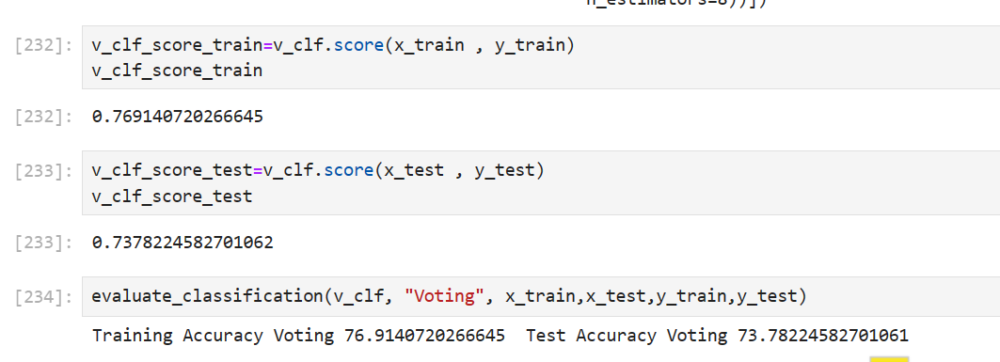 n_estimators=8))])
[232]: v_clf_score_train=v_clf.score(x_train , y_train)
v_clf_score_train
[232]: 0.769140720266645
[233]: v_clf_score_test=v_clf.score(x_test , y_test)
v_clf_score_test
[233]: 0.7378224582701062
[234]: evaluate_classification(v_clf, "Voting", x_train,x_test,y_train,y_test)
Training Accuracy Voting 76.9140720266645  Test Accuracy Voting 73.78224582701061